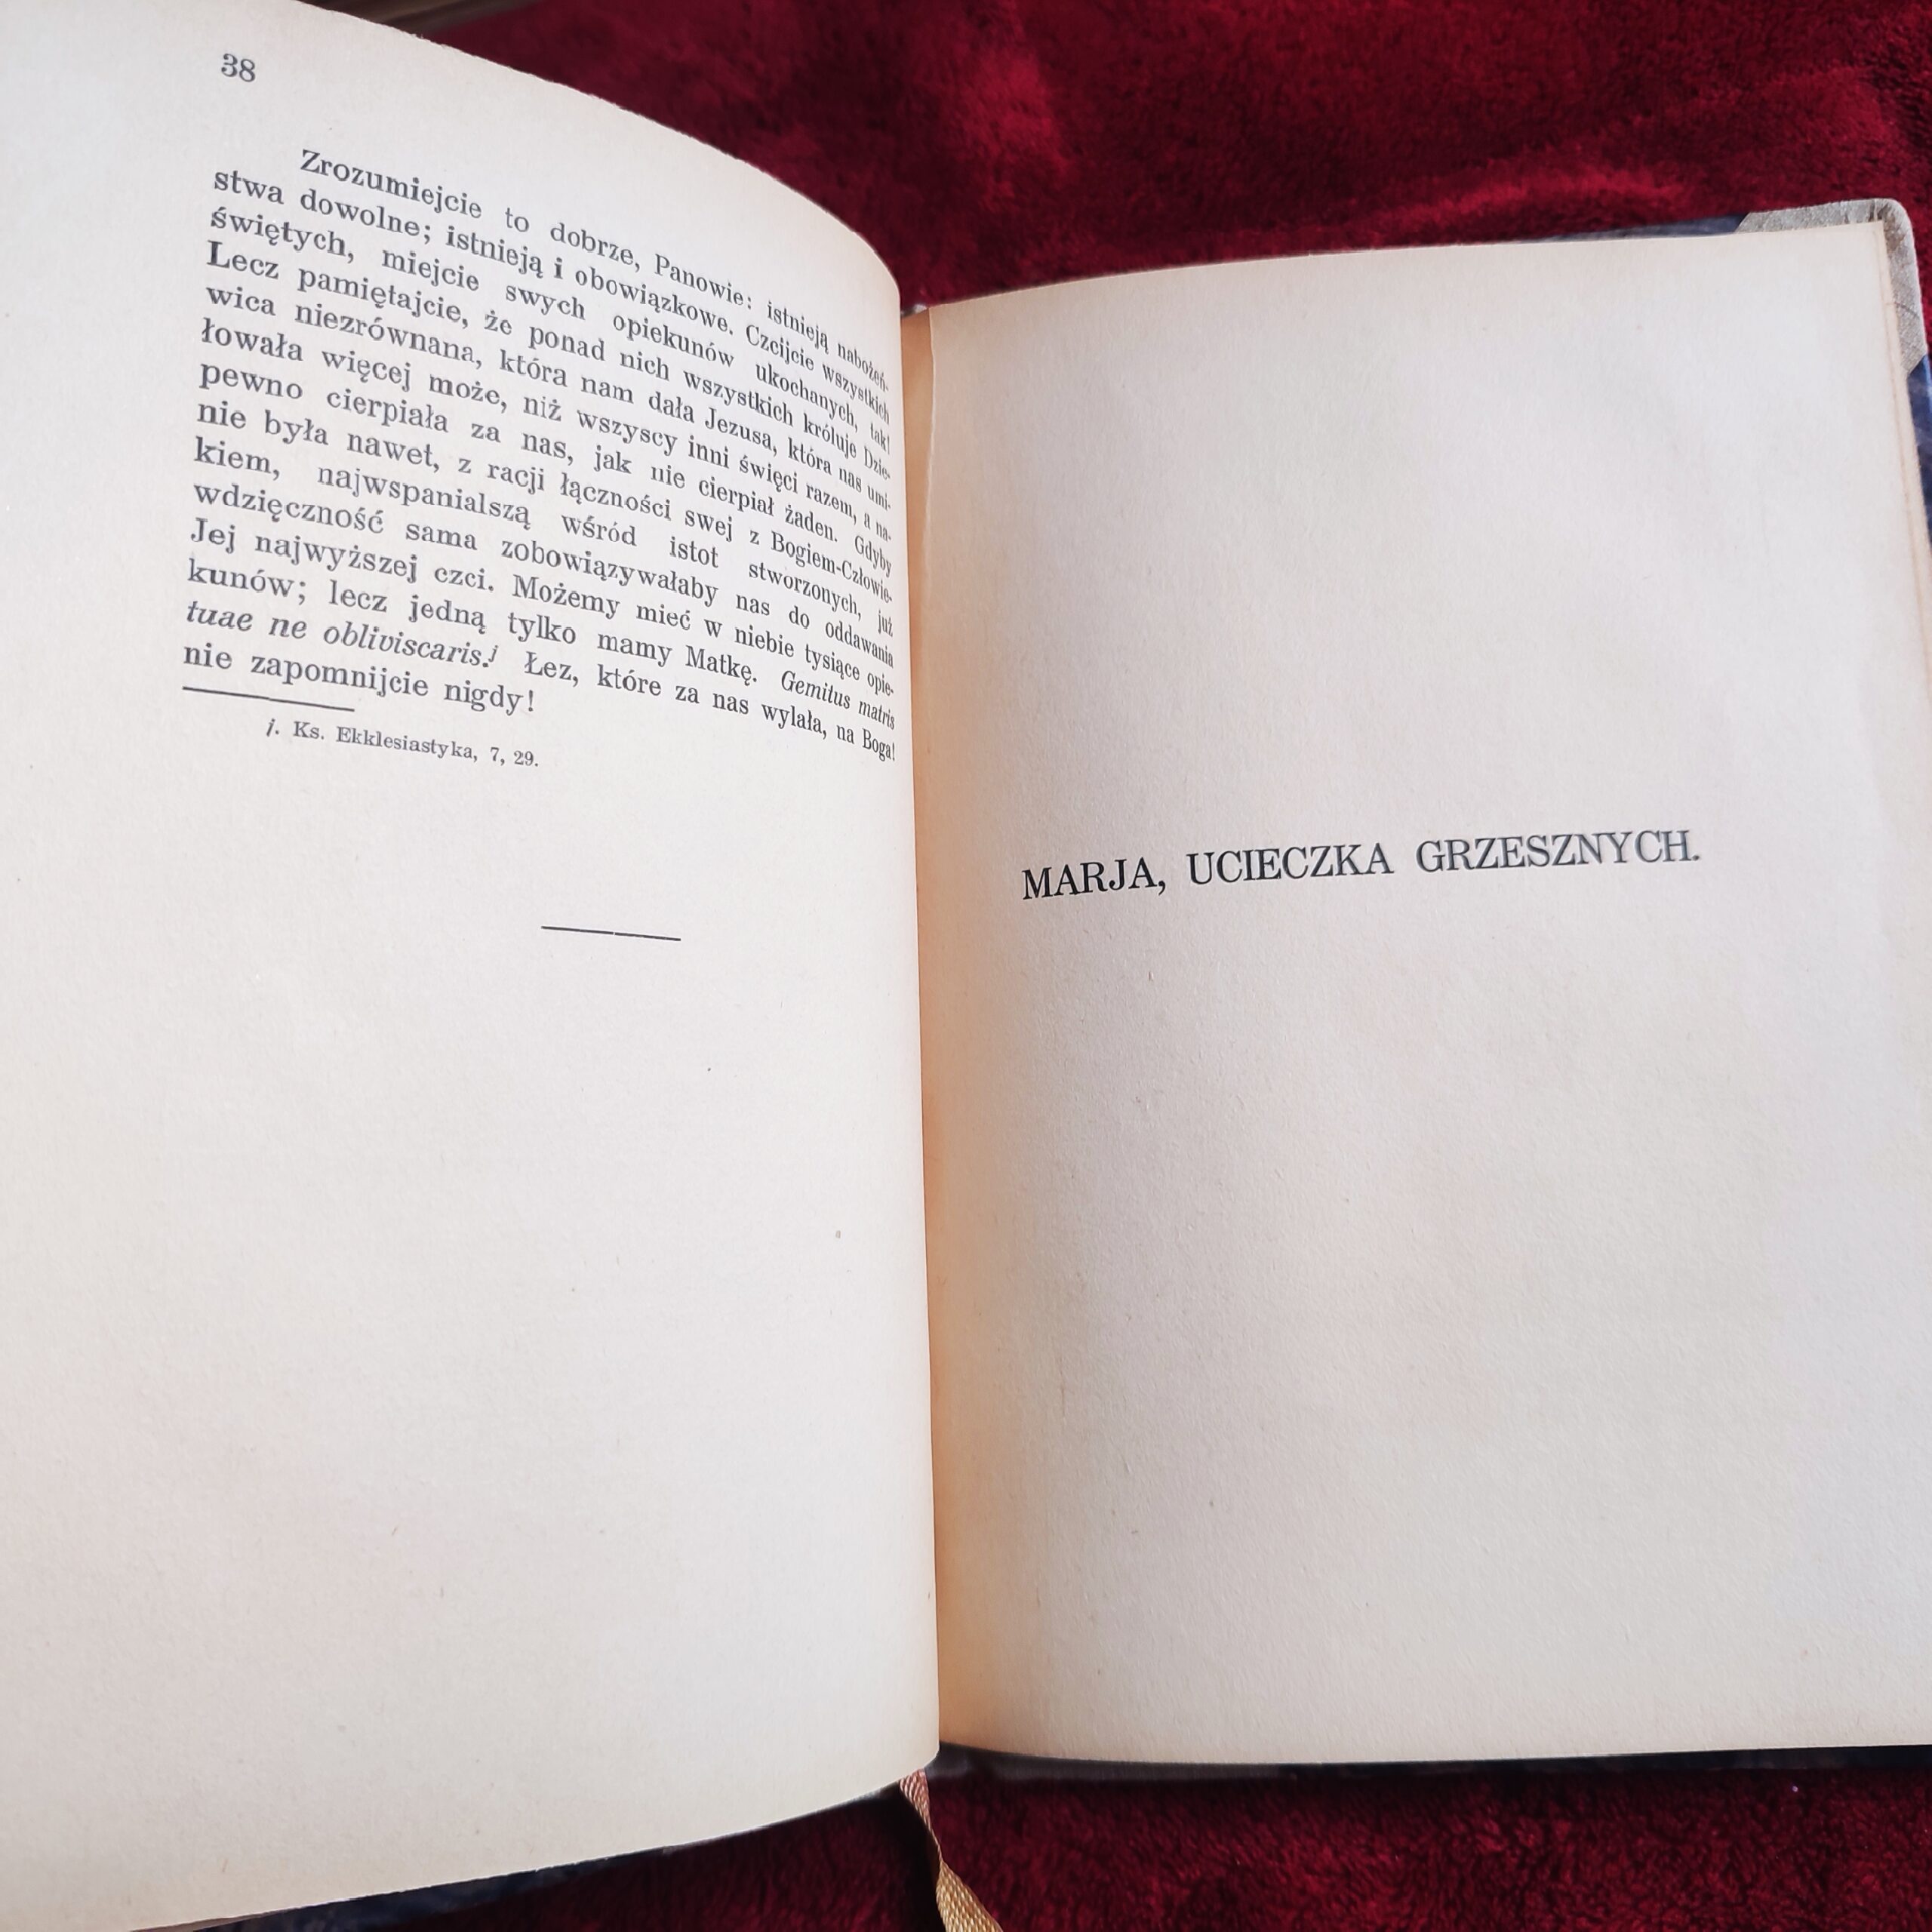 38
Zrozumiejcie to dobrze, Panowie: istnieją nabożeń-
stwa dowolne; istnieją i obowiązkowe. Czcijcie wszystkich
świętych, miejcie swych opiekunów ukochanych, tak!
Lecz pamiętajcie, że ponad nich wszystkich króluje Dzie-
wica niezrównana, która nam dała Jezusa, która nas umi-
łowała więcej może, niż wszyscy inni święci razem, a na-
pewno cierpiała za nas, jak nie cierpiał żaden. Gdyby
nie była nawet, z racji łączności swej z Bogiem-Człowie-
kiem, najwspanialszą wśród istot stworzonych, już
wdzięczność sama zobowiązywałaby nas do oddawania
Jej najwyższej czci. Możemy mieć w niebie tysiące opie-
kunów; lecz jedną tylko mamy Matkę. Gemitus matris
tuae ne obliviscaris.j Łez, które za nas wylała, na Boga!
nie zapomnijcie nigdy!
j. Ks. Ekklesiastyka, 7, 29.
MARJA, UCIECZKA GRZESZNYCH.